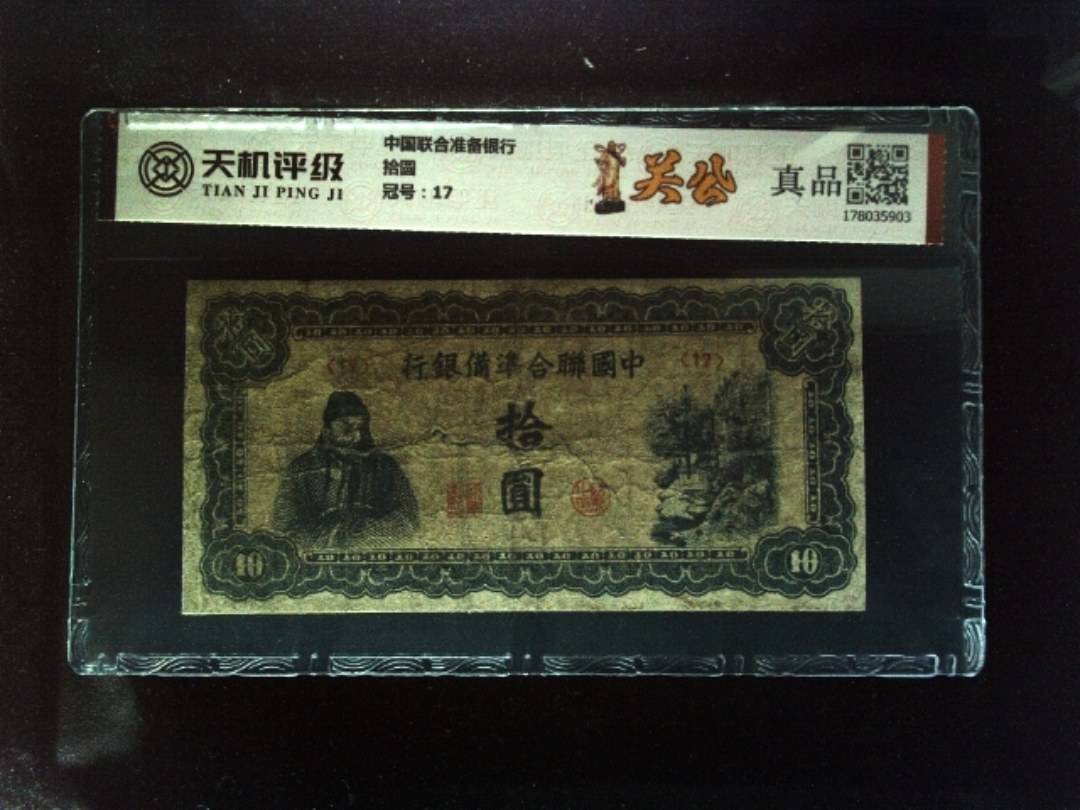 天机评级
TIAN JI PING JI
中国联合准备银行
拾圆
冠号：17
关公
真品
178035903
行銀備準合聯國中
(17)
(17)
拾
圓
10
10